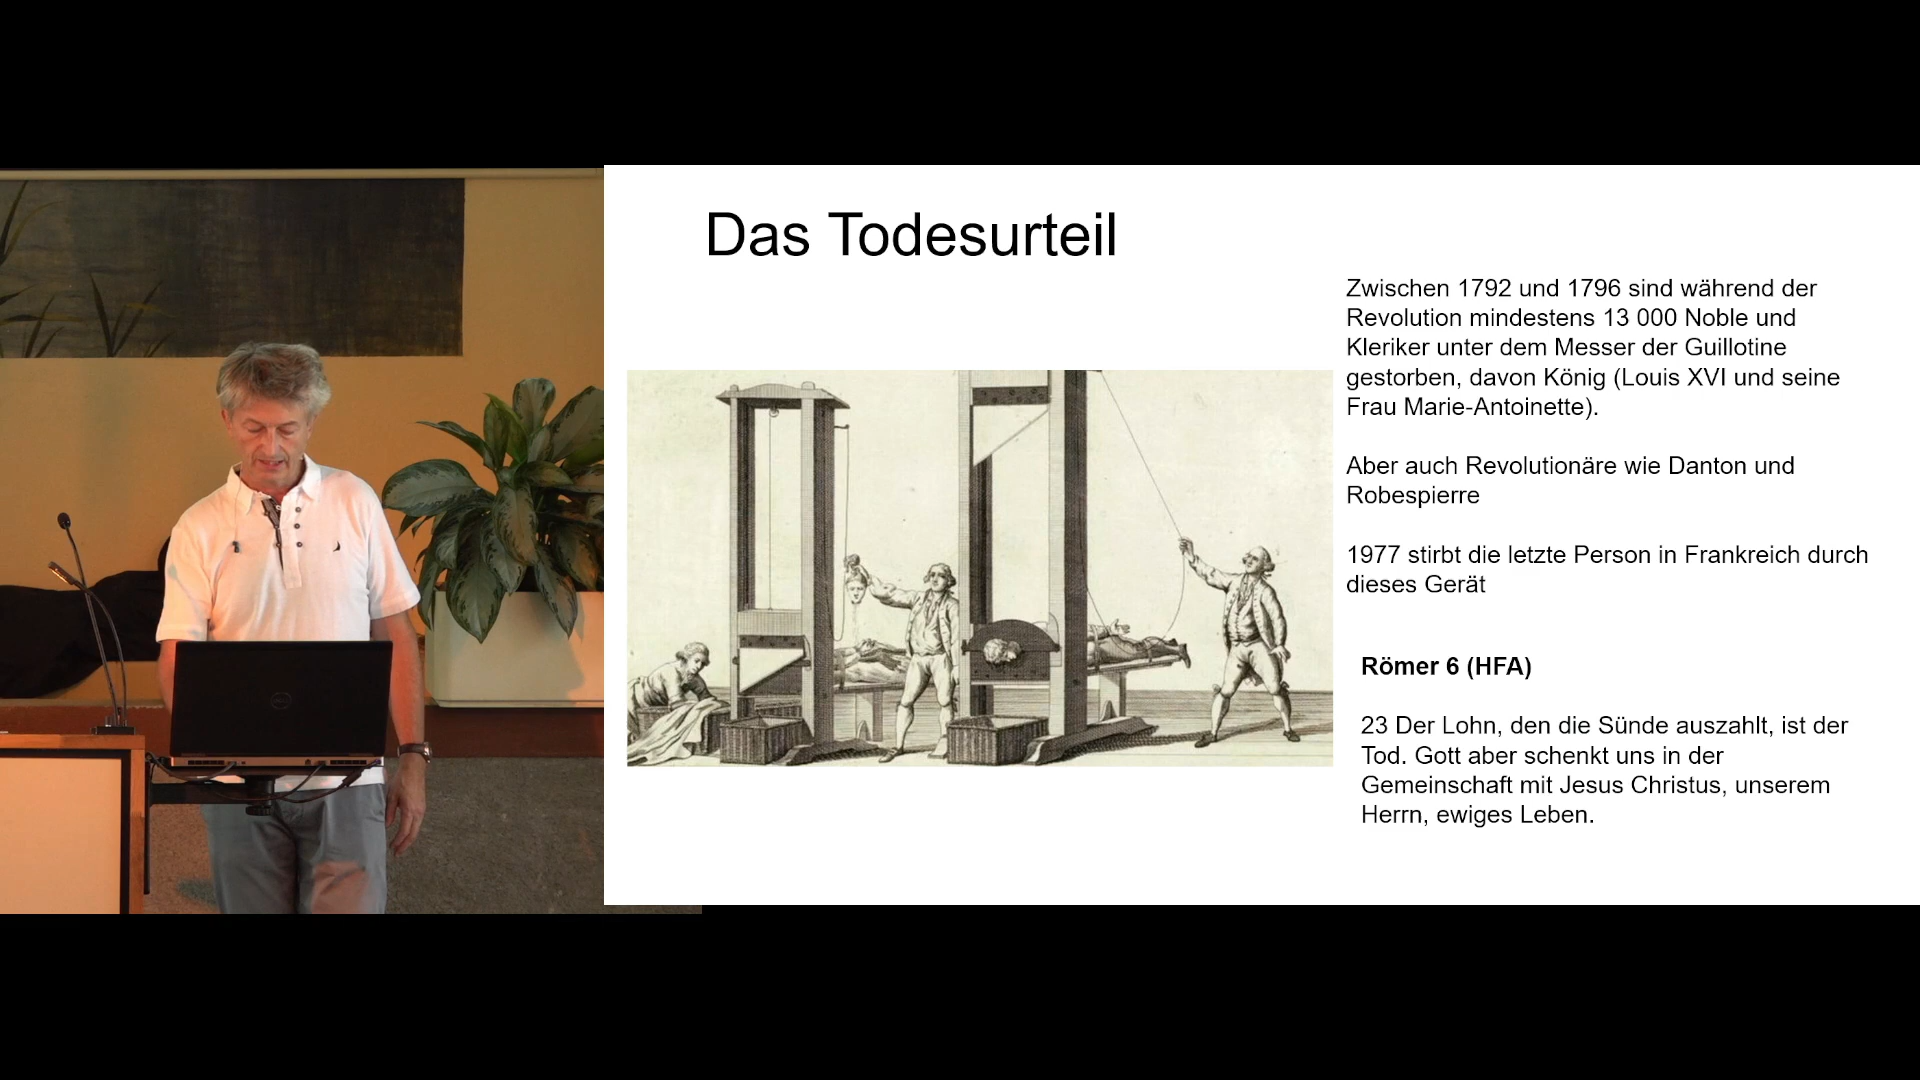 Das Todesurteil
Zwischen 1792 und 1796 sind während der
Revolution mindestens 13 000 Noble und
Kleriker unter dem Messer der Guillotine
gestorben, davon König (Louis XVI und seine
Frau Marie-Antoinette).
Aber auch Revolutionäre wie Danton und
Robespierre
1977 stirbt die letzte Person in Frankreich durch
dieses Gerät
Römer 6 (HFA)
23 Der Lohn, den die Sünde auszahlt, ist der
Tod. Gott aber schenkt uns in der
Gemeinschaft mit Jesus Christus, unserem
Herrn, ewiges Leben.